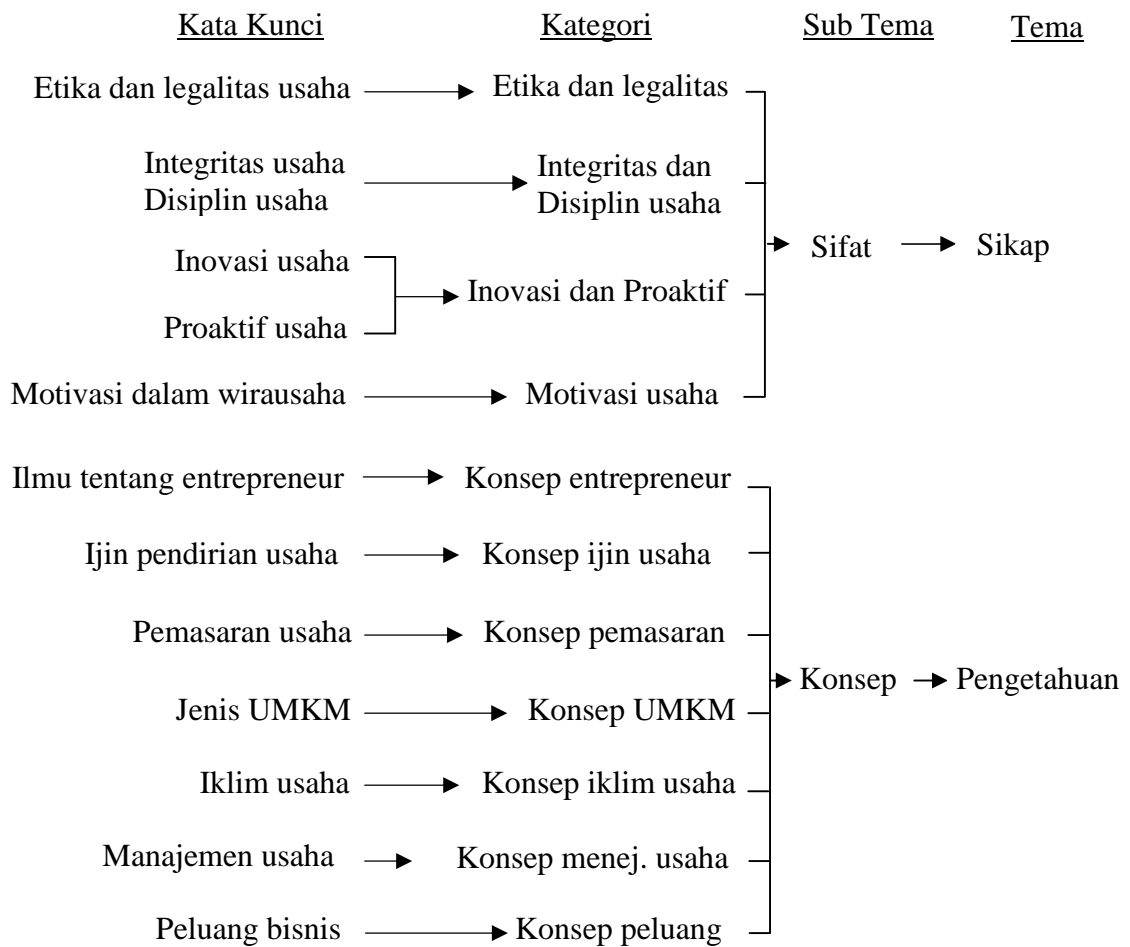 Kata Kunci Kategori Sub Tema Tema
Etika dan legalitas usaha Etika dan legalitas
Integritas usaha Integritas dan
Disiplin usaha Disiplin usaha
Sifat Sikap
Inovasi usaha
Inovasi dan Proaktif
Proaktif usaha
Motivasi dalam wirausaha Motivasi usaha
Ilmu tentang entrepreneur Konsep entrepreneur
Ijin pendirian usaha Konsep ijin usaha
Pemasaran usaha Konsep pemasaran
Konsep Pengetahuan
Jenis UMKM Konsep UMKM
Iklim usaha Konsep iklim usaha
Manajemen usaha Konsep menej. usaha
Peluang bisnis Konsep peluang